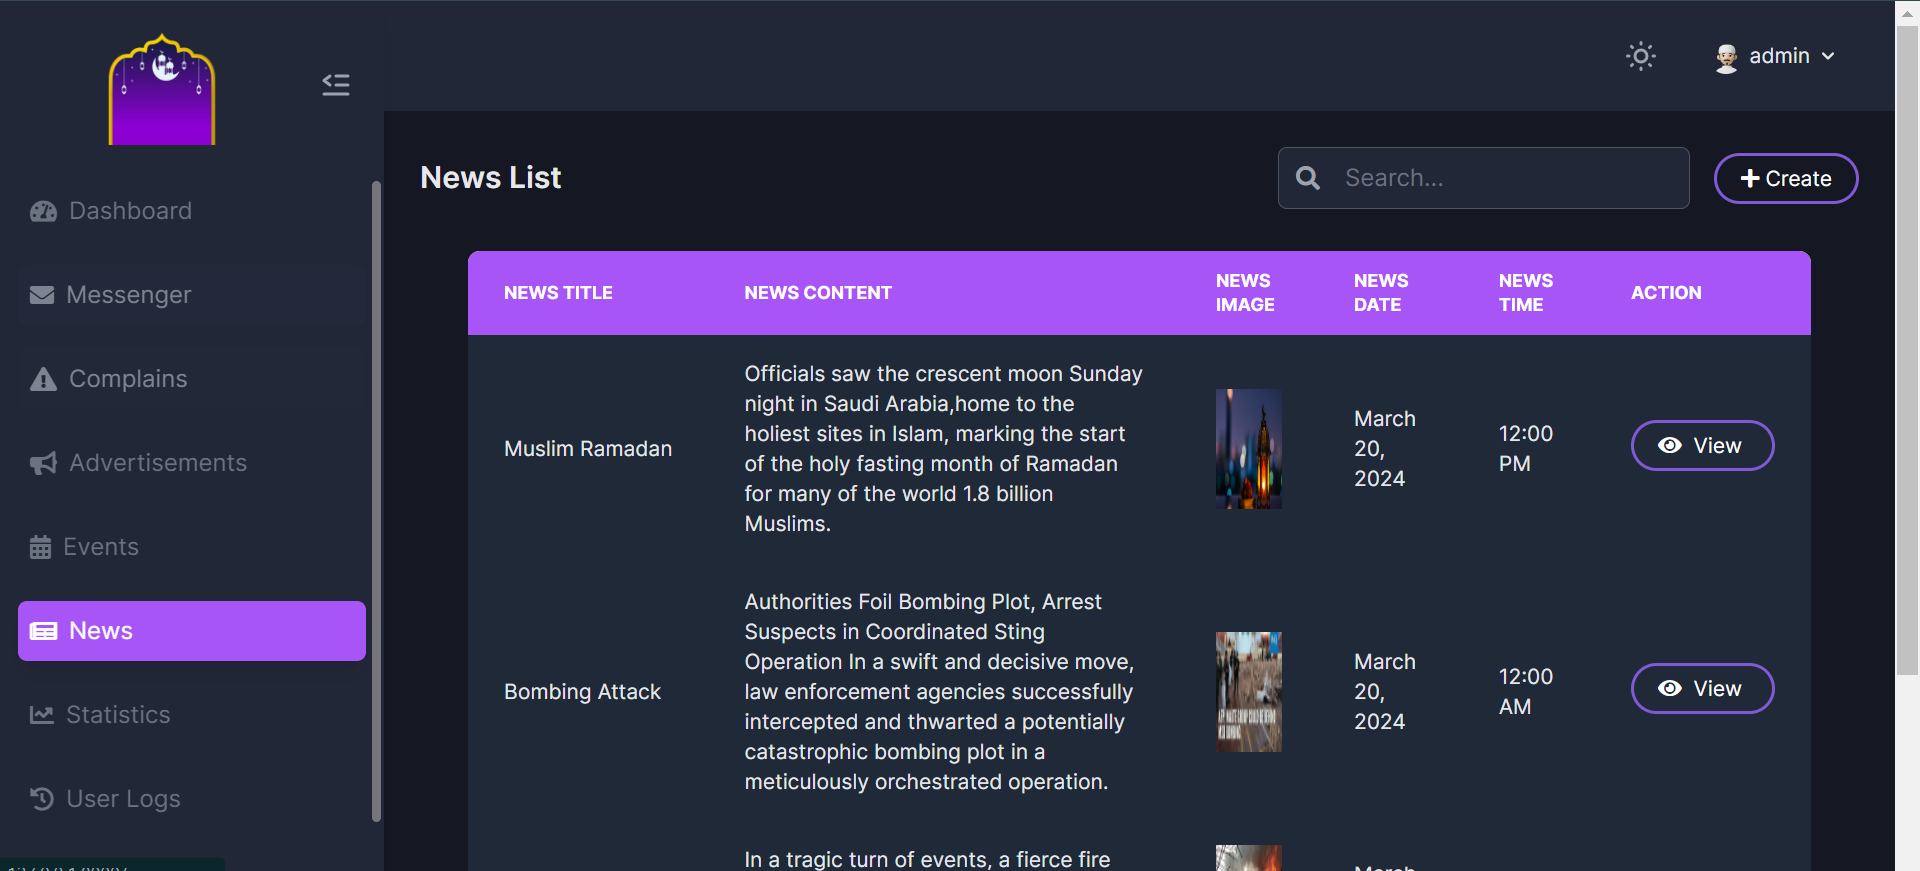 admin
Dashboard
Messenger
Complains
Advertisements
Events
News
Statistics
User Logs
News List
Search...
Create
NEWS TITLE
NEWS CONTENT
NEWS
IMAGE
NEWS
DATE
NEWS
TIME
ACTION
Muslim Ramadan
Officials saw the crescent moon Sunday
night in Saudi Arabia,home to the
holiest sites in Islam, marking the start
of the holy fasting month of Ramadan
for many of the world 1.8 billion
Muslims.
March
20,
2024
12:00
PM
View
Bombing Attack
Authorities Foil Bombing Plot, Arrest
Suspects in Coordinated Sting
Operation In a swift and decisive move,
law enforcement agencies successfully
intercepted and thwarted a potentially
catastrophic bombing plot in a
meticulously orchestrated operation.
March
20,
2024
12:00
AM
View
In a tragic turn of events, a fierce fire
March